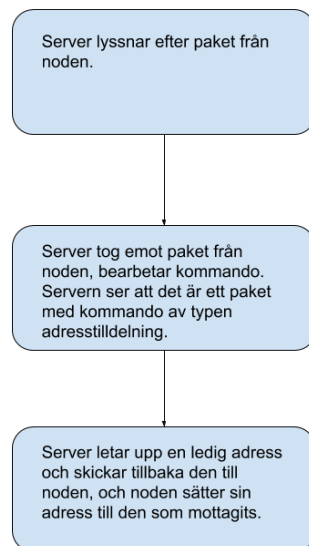 Server lyssnar efter paket från
noden.
Server tog emot paket från
noden, bearbetar kommando.
Servern ser att det är ett paket
med kommando av typen
adresstilldelning.
Server letar upp en ledig adress
och skickar tillbaka den till
noden, och noden sätter sin
adress till den som mottagits.